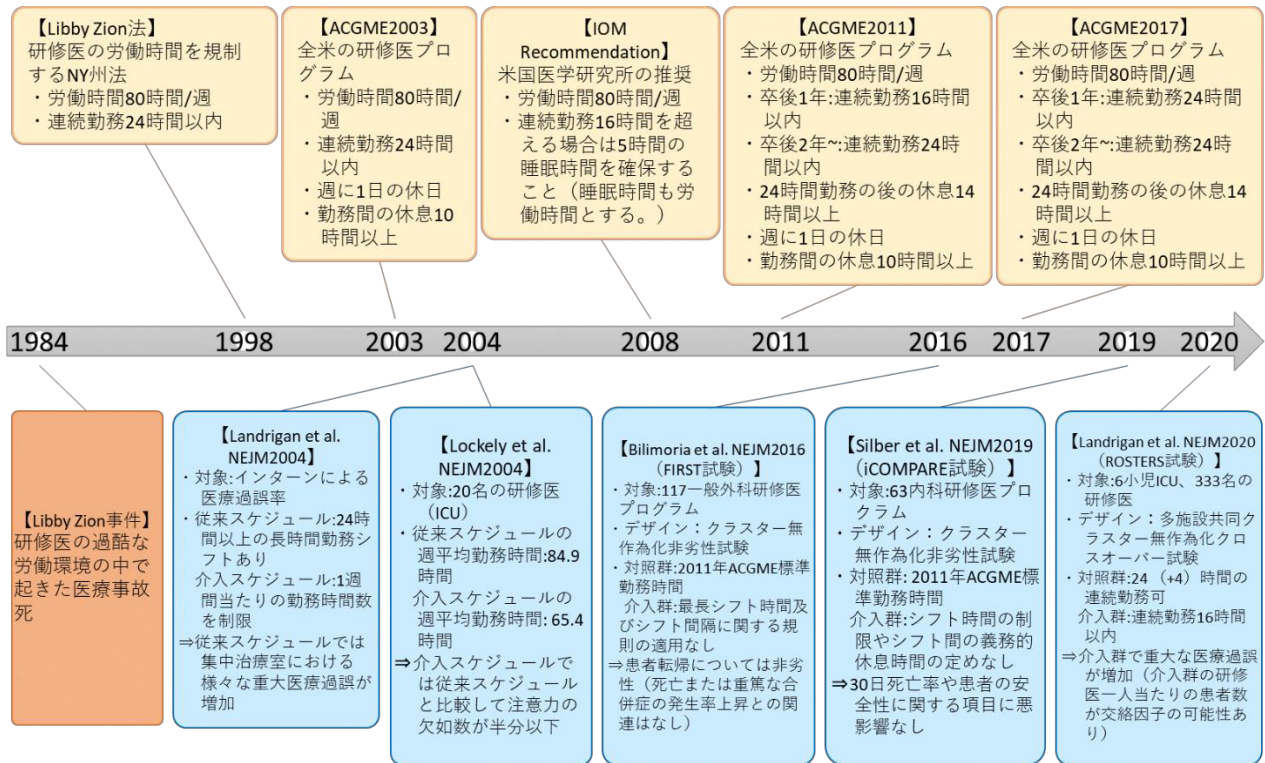 【Libby Zion法】
研修医の労働時間を規制
するNY州法
・労働時間80時間/週
・連続勤務24時間以内
【ACGME2003】
全米の研修医プロ
グラム
・労働時間80時間/
週
・連続勤務24時間
以内
・週に1日の休日
・勤務間の休息10
時間以上
【IOM
Recommendation】
米国医学研究所の推奨
・労働時間80時間/週
・連続勤務16時間を超
える場合は5時間の
睡眠時間を確保する
こと（睡眠時間も労
働時間とする。）
【ACGME2011】
全米の研修医プログラム
・労働時間80時間/週
・卒後1年:連続勤務16時間
以内
・卒後2年~:連続勤務24時
間以内
・24時間勤務の後の休息14
時間以上
・週に1日の休日
・勤務間の休息10時間以上
【ACGME2017】
全米の研修医プログラム
・労働時間80時間/週
・卒後1年:連続勤務24時間
以内
・卒後2年~:連続勤務24時
間以内
・24時間勤務の後の休息14
時間以上
・週に1日の休日
・勤務間の休息10時間以上
1984 1998 2003 2004 2008 2011 2016 2017 2019 2020
【Libby Zion事件】
研修医の過酷な
労働環境の中で
起きた医療事故
死
【Landrigan et al.
NEJM2004】
・対象:インターンによる
医療過誤率
・従来スケジュール:24時
間以上の長時間勤務シ
フトあり
介入スケジュール:1週
間当たりの勤務時間数
を制限
⇒従来スケジュールでは
集中治療室における
様々な重大医療過誤が
増加
【Lockely et al.
NEJM2004】
・対象:20名の研修医
（ICU）
・従来スケジュールの
週平均勤務時間:84.9
時間
介入スケジュールの
週平均勤務時間: 65.4
時間
⇒介入スケジュールで
は従来スケジュール
と比較して注意力の
欠如数が半分以下
【Bilimoria et al. NEJM2016
（FIRST試験）】
・対象:117一般外科研修医
プログラム
・デザイン：クラスター無
作為化非劣性試験
・対照群:2011年ACGME標準
勤務時間
介入群:最長シフト時間及
びシフト間隔に関する規
則の適用なし
⇒患者転帰については非劣
性（死亡または重篤な合
併症の発生率上昇との関
連はなし）
【Silber et al. NEJM2019
（iCOMPARE試験）】
・対象:63内科研修医プロ
グラム
・デザイン：クラスター
無作為化非劣性試験
・対照群: 2011年ACGME標
準勤務時間
介入群:シフト時間の制
限やシフト間の義務的
休息時間の定めなし
⇒30日死亡率や患者の安
全性に関する項目に悪
影響なし
【Landrigan et al. NEJM2020
（ROSTERS試験）】
・対象:6小児ICU、333名の
研修医
・デザイン：多施設共同ク
ラスター無作為化クロ
スオーバー試験
・対照群:24（+4）時間の
連続勤務可
介入群:連続勤務16時間
以内
⇒介入群で重大な医療過誤
が増加（介入群の研修
医一人当たりの患者数
が交絡因子の可能性あ
り）